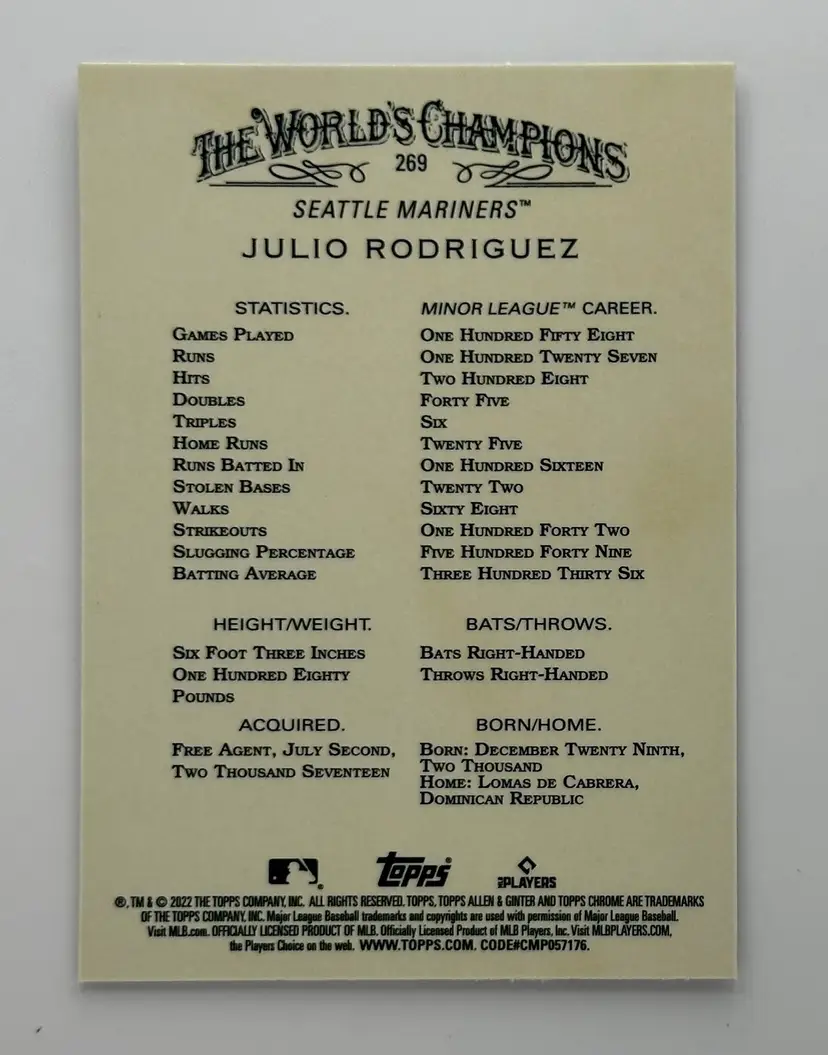 THE WORLD'S CHAMPIONS
269
SEATTLE MARINERS™
JULIO RODRIGUEZ
STATISTICS. MINOR LEAGUE™ CAREER.
GAMES PLAYED ONE HUNDRED FIFTY EIGHT
RUNS ONE HUNDRED TWENTY SEVEN
HITS TWO HUNDRED EIGHT
DOUBLES FORTY FIVE
TRIPLES SIX
HOME RUNS TWENTY FIVE
RUNS BATTED IN ONE HUNDRED SIXTEEN
STOLEN BASES TWENTY TWO
WALKS SIXTY EIGHT
STRIKEOUTS ONE HUNDRED FORTY TWO
SLUGGING PERCENTAGE FIVE HUNDRED FORTY NINE
BATTING AVERAGE THREE HUNDRED THIRTY SIX
HEIGHT/WEIGHT.
SIX FOOT THREE INCHES
ONE HUNDRED EIGHTY
POUNDS
BATS/THROWS.
BATS RIGHT-HANDED
THROWS RIGHT-HANDED
ACQUIRED.
FREE AGENT, JULY SECOND,
TWO THOUSAND SEVENTEEN
BORN/HOME.
BORN: DECEMBER TWENTY NINTH,
TWO THOUSAND
HOME: LOMAS DE CABRERA,
DOMINICAN REPUBLIC
® topps® MLBPLAYERS
®, TM & © 2022 THE TOPPS COMPANY, INC. ALL RIGHTS RESERVED. TOPPS, TOPPS ALLEN & GINTER AND TOPPS CHROME ARE TRADEMARKS
OF THE TOPPS COMPANY, INC. Major League Baseball trademarks and copyrights are used with permission of Major League Baseball.
Visit MLB.com. OFFICIALLY LICENSED PRODUCT OF MLB. Officially Licensed Product of MLB Players, Inc. Visit MLBPLAYERS.COM,
the Players Choice on the web. WWW.TOPPS.COM. CODE#CMP057176.